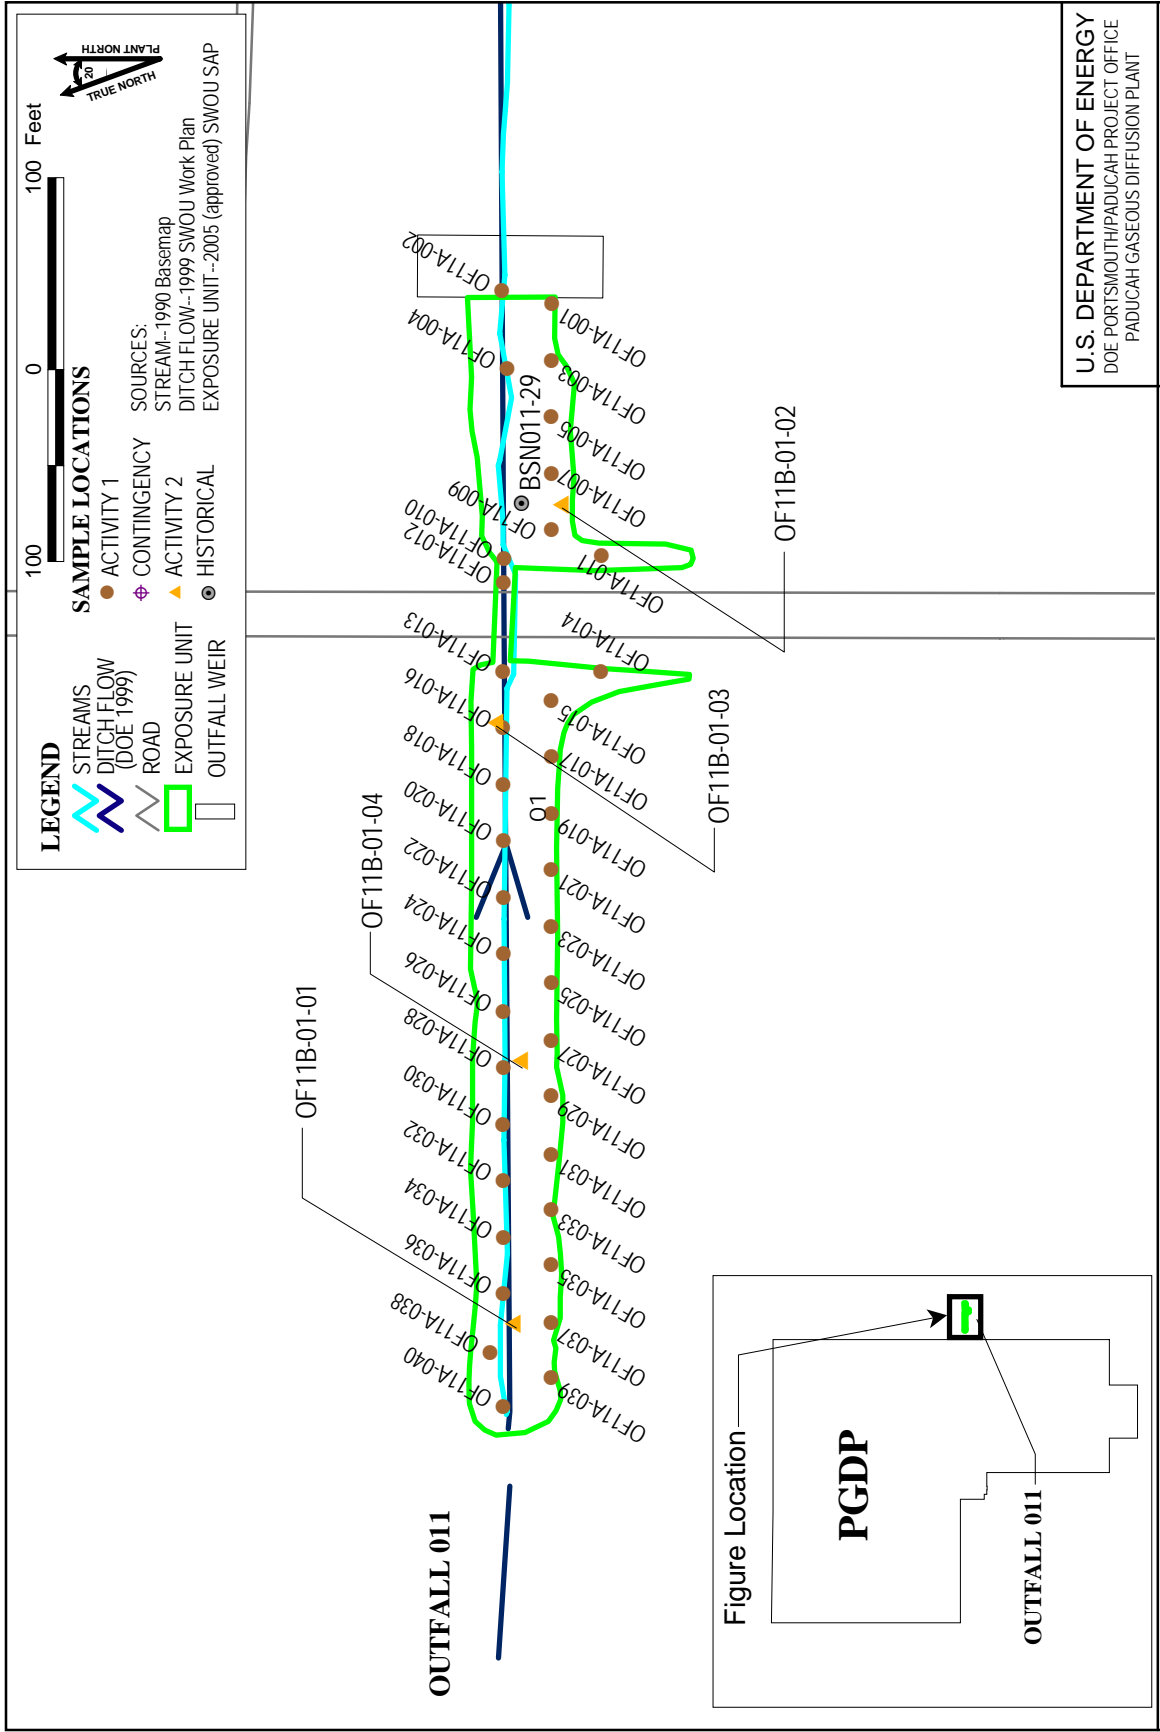 LEGEND
STREAMS
DITCH FLOW
(DOE 1999)
ROAD
EXPOSURE UNIT
OUTFALL WEIR
SAMPLE LOCATIONS
ACTIVITY 1
CONTINGENCY
ACTIVITY 2
HISTORICAL
SOURCES:
STREAM--1990 Basemap
DITCH FLOW--1999 SWOU Work Plan
EXPOSURE UNIT--2005 (approved) SWOU SAP
100 0 100 Feet
PLANT NORTH
20
TRUE NORTH
OUTFALL 011
OF11B-01-01
OF11B-01-04
OF11A-040
OF11A-038
OF11A-036
OF11A-034
OF11A-032
OF11A-030
OF11A-028
OF11A-026
OF11A-024
OF11A-022
OF11A-020
OF11A-018
OF11A-016
OF11A-013
OF11A-012
OF11A-010
OF11A-009
OF11A-004
OF11A-002
BSN011-29
01
OF11A-039
OF11A-037
OF11A-035
OF11A-033
OF11A-031
OF11A-029
OF11A-027
OF11A-025
OF11A-023
OF11A-021
OF11A-019
OF11A-017
OF11A-015
OF11A-014
OF11A-011
OF11A-007
OF11A-005
OF11A-003
OF11A-001
OF11B-01-03
OF11B-01-02
Figure Location
PGDP
OUTFALL 011
U.S. DEPARTMENT OF ENERGY
DOE PORTSMOUTH/PADUCAH PROJECT OFFICE
PADUCAH GASEOUS DIFFUSION PLANT